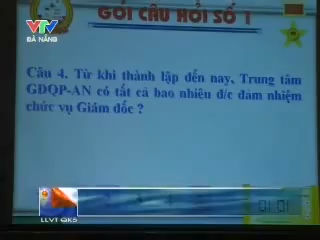 VTV
ĐÀ NẴNG
GÓI CÂU HỎI SỐ 1
Câu 4. Từ khi thành lập đến nay, Trung tâm
GDQP-AN có tất cả bao nhiêu đ/c đảm nhiệm
chức vụ Giám đốc ?
LLVT QK5
01:01